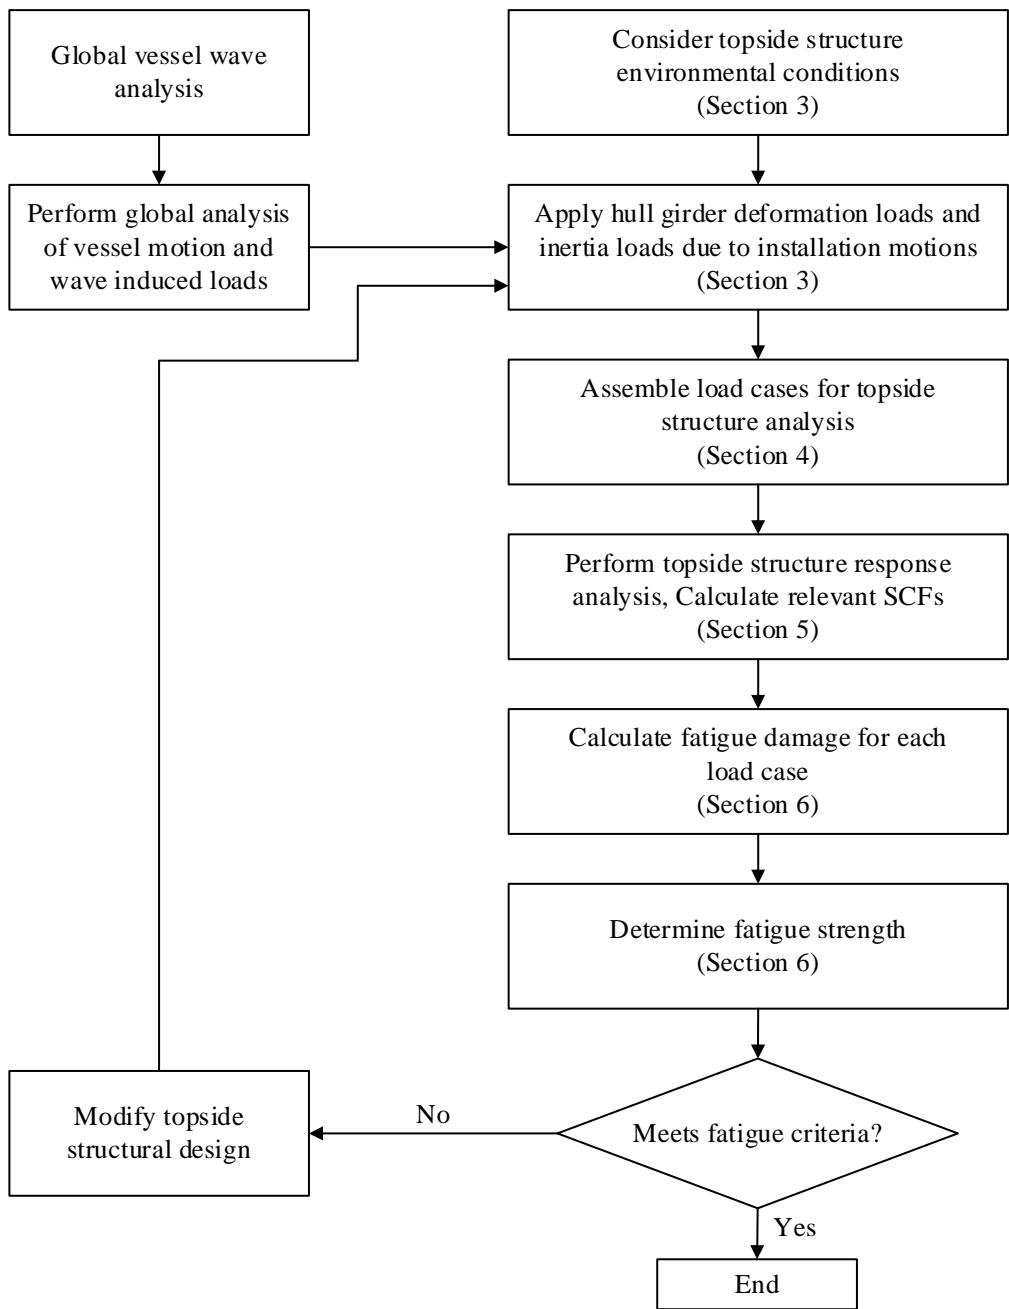 Global vessel wave
analysis
Consider topside structure
environmental conditions
(Section 3)
Perform global analysis
of vessel motion and
wave induced loads
Apply hull girder deformation loads and
inertia loads due to installation motions
(Section 3)
Assemble load cases for topside
structure analysis
(Section 4)
Perform topside structure response
analysis, Calculate relevant SCFs
(Section 5)
Calculate fatigue damage for each
load case
(Section 6)
Determine fatigue strength
(Section 6)
Meets fatigue criteria?
No
Modify topside
structural design
Yes
End